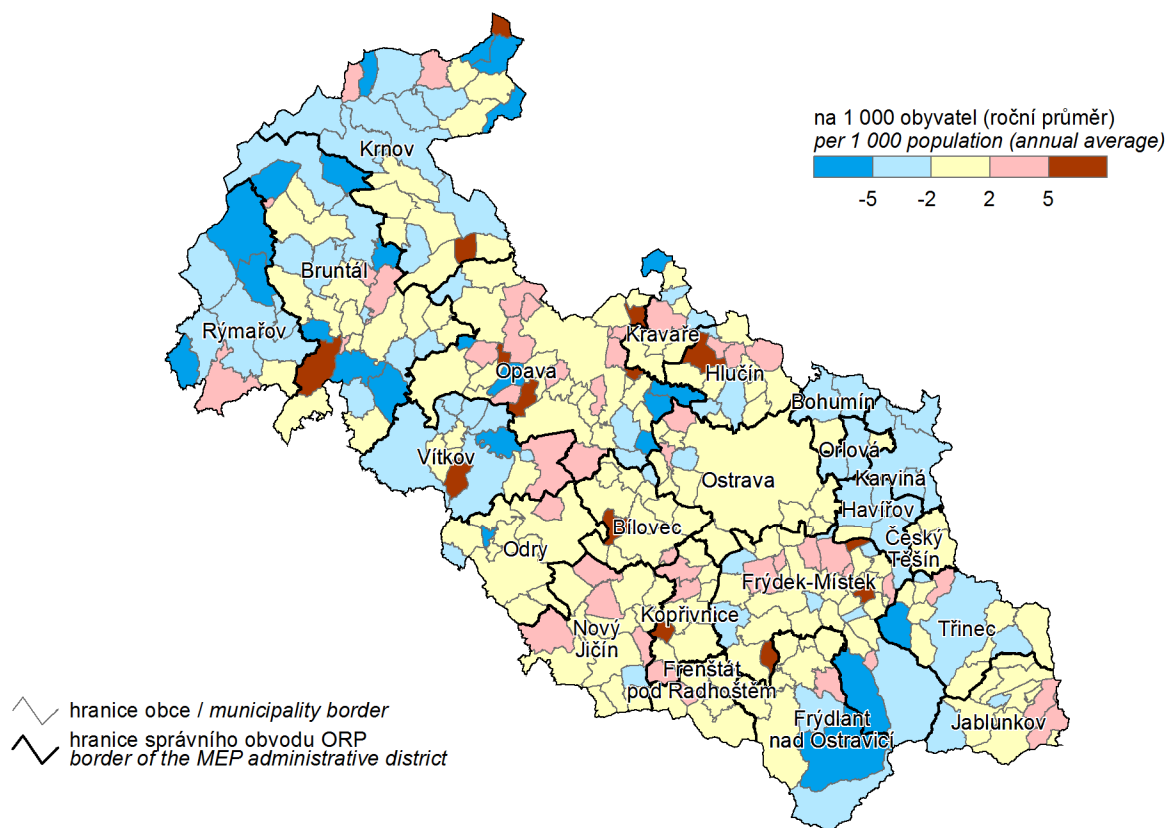 Krnov
na 1 000 obyvatel (roční průměr)
per 1 000 population (annual average)
-5 -2 2 5
Bruntál
Rýmařov
Kravaře
Opava
Hlučín
Bohumín
Orlová
Vítkov
Karviná
Ostrava
Havířov
Bílovec
Český
Těšín
Odry
Frýdek-Místek
Kopřivnice
Nový
Jičín
Třinec
Frenštát
pod Radhoštěm
Frýdlant
nad Ostravicí
Jablunkov
hranice obce / municipality border
hranice správního obvodu ORP
border of the MEP administrative district